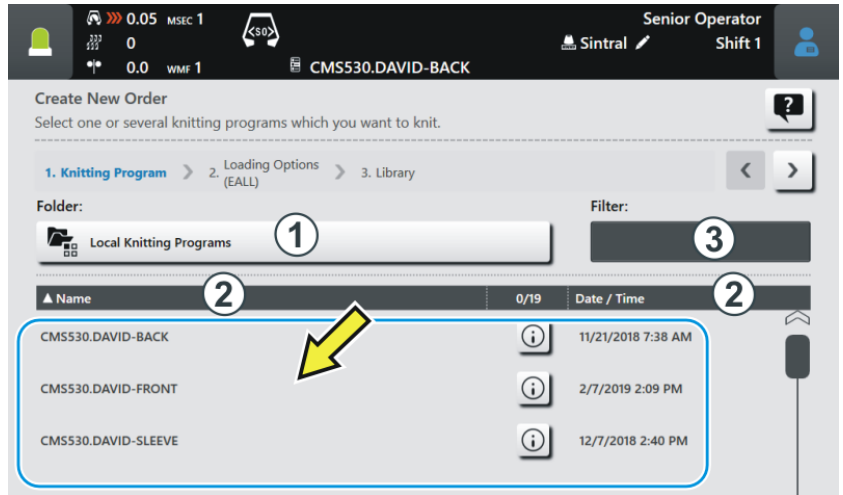 0.05 MSEC 1
<S0>
Senior Operator
0
Sintral
Shift 1
0.0 WMF 1
CMS530.DAVID-BACK
Create New Order
Select one or several knitting programs which you want to knit.
?
1. Knitting Program
2. Loading Options
(EALL)
3. Library
Folder:
Filter:
Local Knitting Programs
1
3
Name
2
0/19
Date / Time
2
CMS530.DAVID-BACK
i
11/21/2018 7:38 AM
CMS530.DAVID-FRONT
i
2/7/2019 2:09 PM
CMS530.DAVID-SLEEVE
i
12/7/2018 2:40 PM